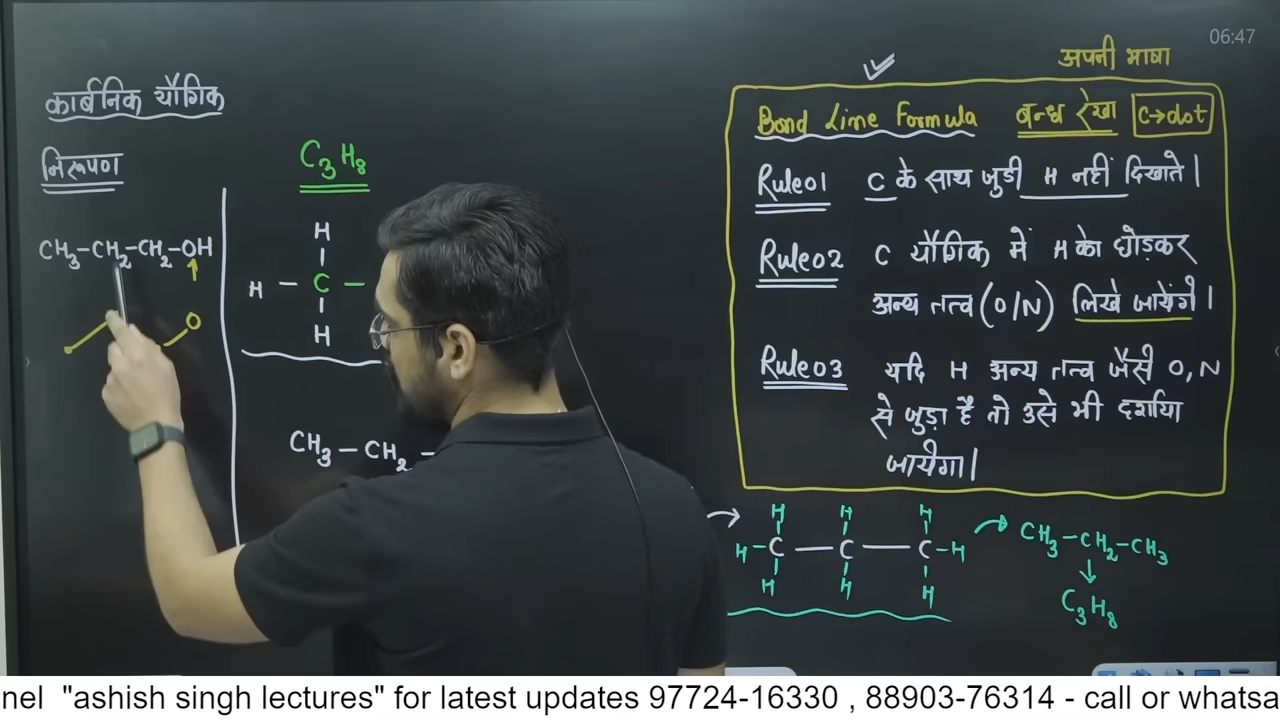 06:47
अपनी भाषा
कार्बनिक यौगिक
निरूपण
CH₃-CH₂-CH₂-OH
O
C₃H₈
H
H - C -
H
CH₃ - CH₂ -
Bond Line Formula बन्ध रेखा C→dot
Rule01 C के साथ जुडी H नहीं दिखाते।
Rule02 C यौगिक में H को छोड़कर
अन्य तत्व (O/N) लिखे जायेंगे।
Rule03 यदि H अन्य तत्व जैसे O, N
से जुड़ा है तो उसे भी दर्शाया
जायेगा।
H H H
H - C - C - C - H
H H H
CH₃-CH₂-CH₃
C₃H₈
nel "ashish singh lectures" for latest updates 97724-16330 , 88903-76314 - call or whatsa